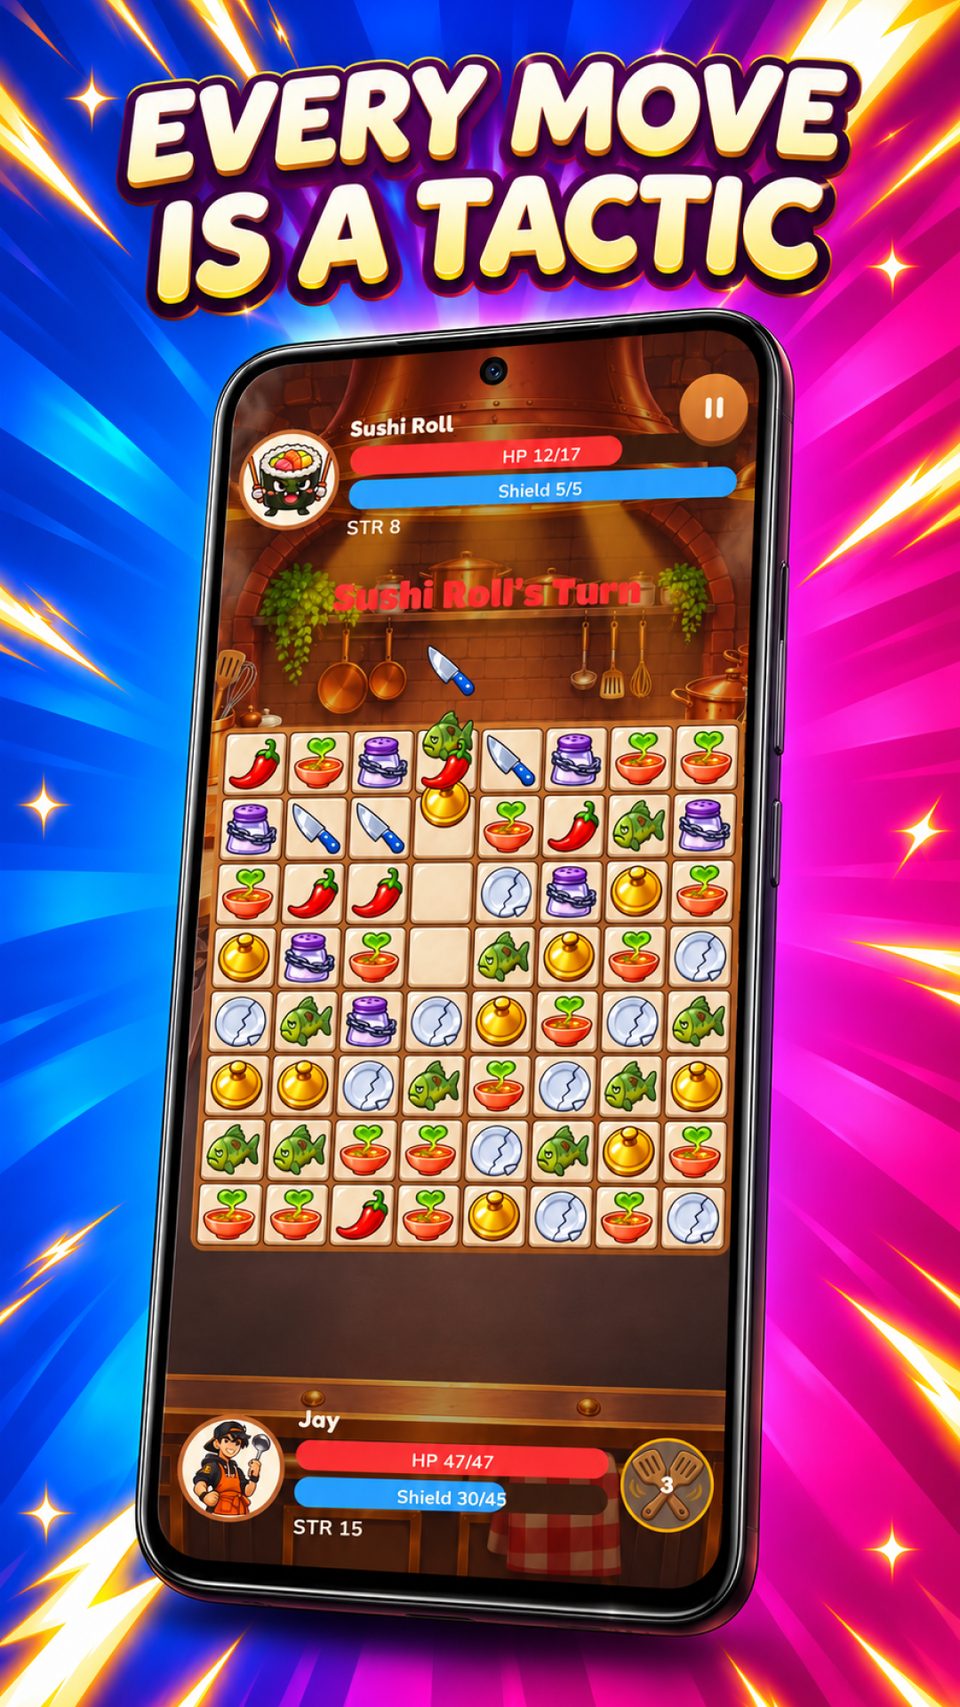 EVERY MOVE
IS A TACTIC
Sushi Roll
HP 12/17
Shield 5/5
STR 8
Sushi Roll's Turn
Jay
HP 47/47
Shield 30/45
STR 15
3